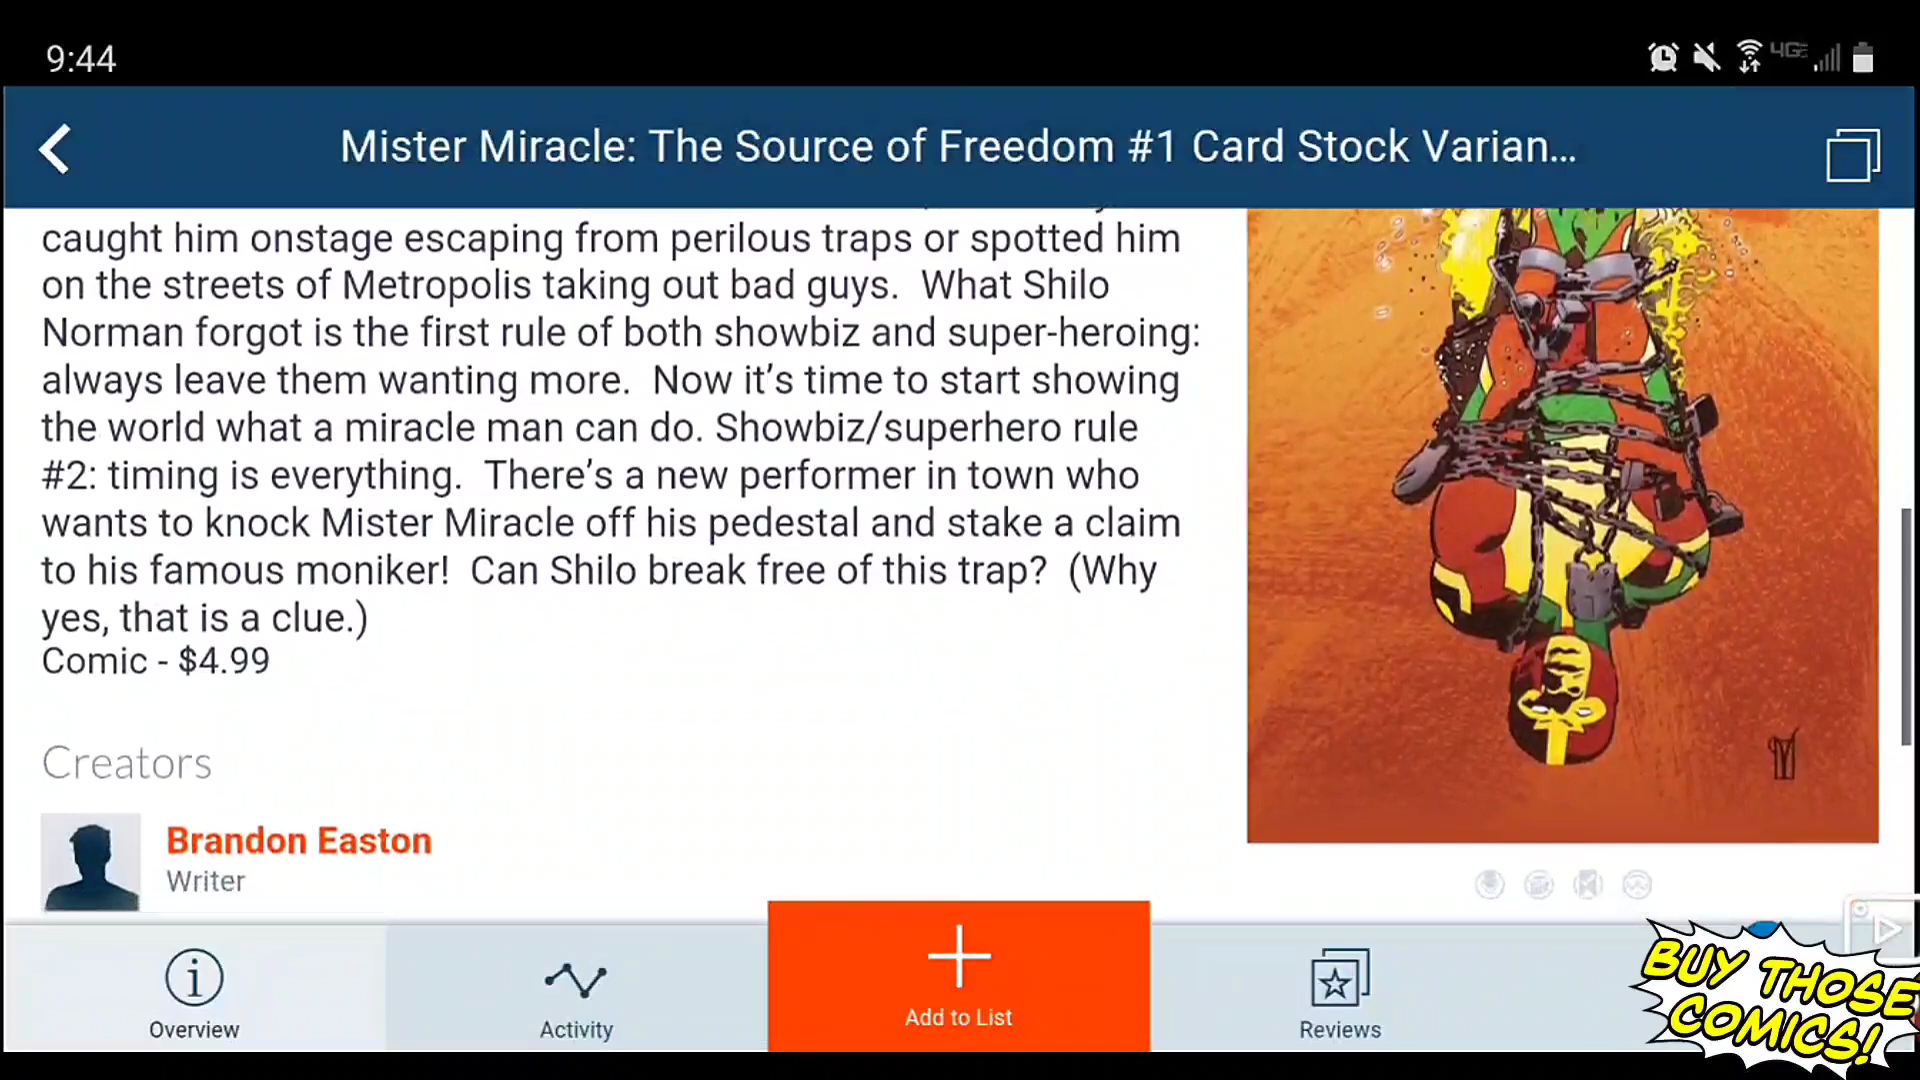 9:44
4GE
Mister Miracle: The Source of Freedom #1 Card Stock Varian...
caught him onstage escaping from perilous traps or spotted him
on the streets of Metropolis taking out bad guys.  What Shilo
Norman forgot is the first rule of both showbiz and super-heroing:
always leave them wanting more.  Now it’s time to start showing
the world what a miracle man can do. Showbiz/superhero rule
#2: timing is everything.  There’s a new performer in town who
wants to knock Mister Miracle off his pedestal and stake a claim
to his famous moniker!  Can Shilo break free of this trap?  (Why
yes, that is a clue.)
Comic - $4.99
Creators
Brandon Easton
Writer
Overview
Activity
Add to List
Reviews
BUY THOSE
COMICS!